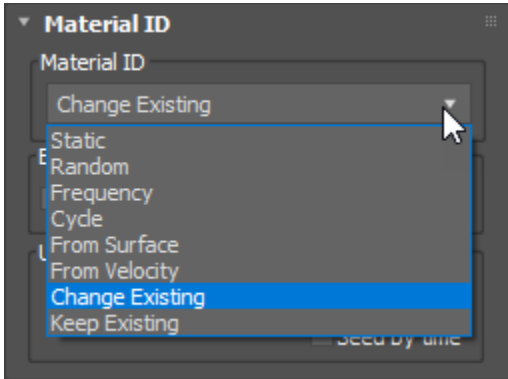 Material ID
Material ID
Change Existing
Static
Random
Frequency
Cycle
From Surface
From Velocity
Change Existing
Keep Existing
Seed by time